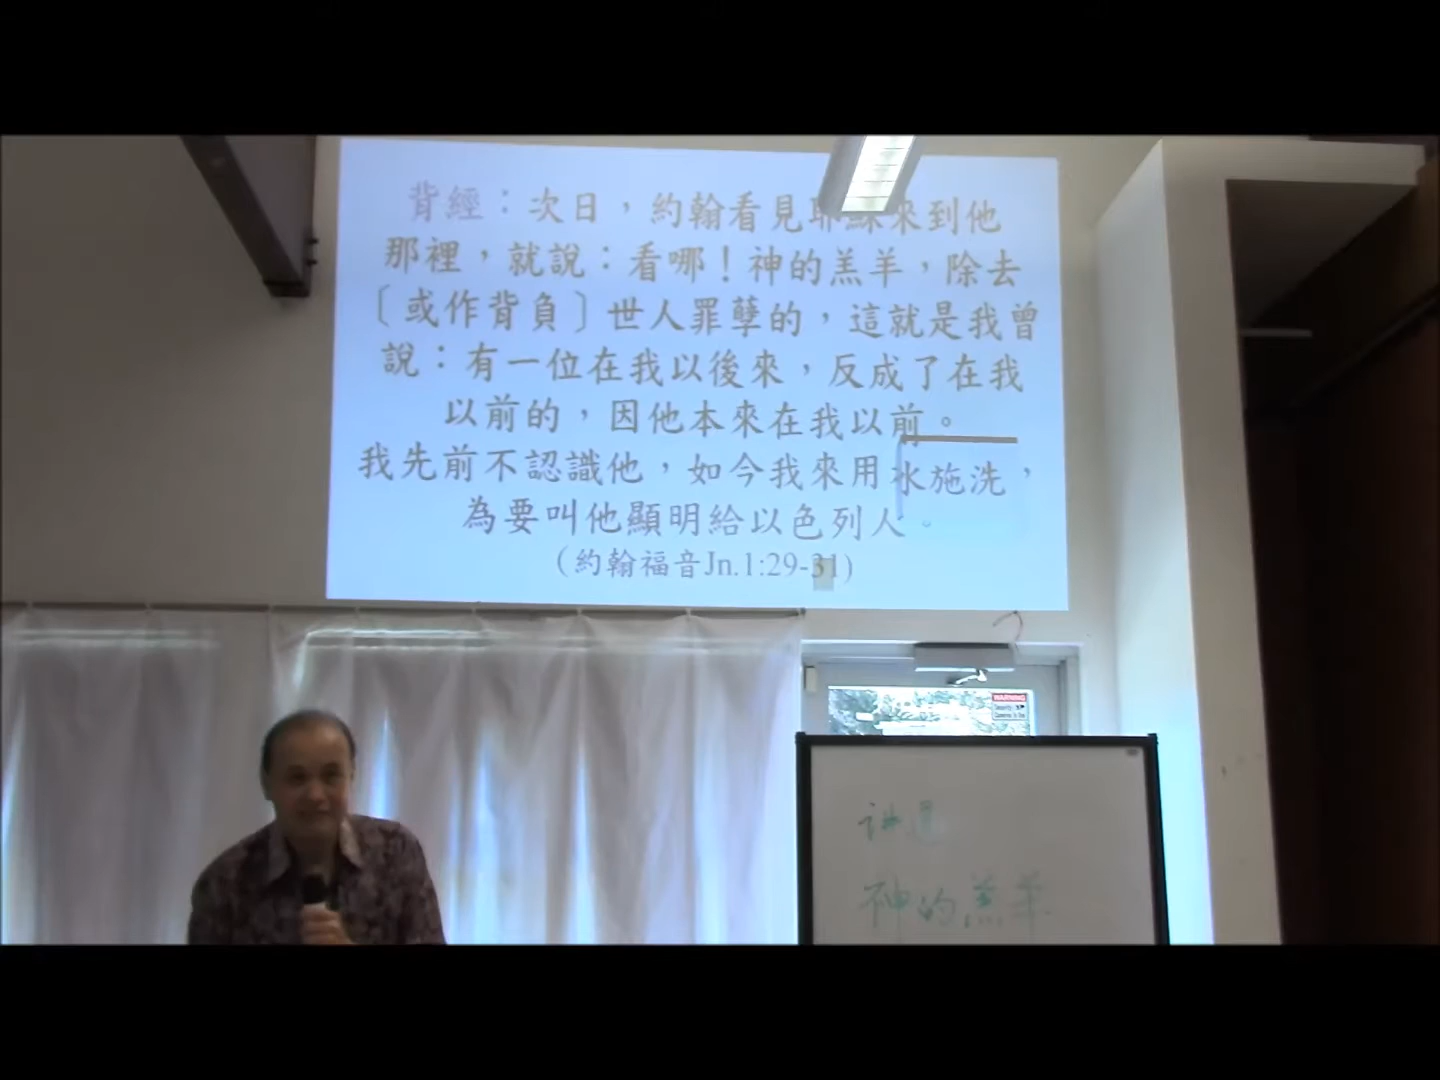 背經：次日，約翰看見耶穌來到他
那裡，就說：看哪！神的羔羊，除去
〔或作背負〕世人罪孽的，這就是我曾
說：有一位在我以後來，反成了在我
以前的，因他本來在我以前。
我先前不認識他，如今我來用水施洗，
為要叫他顯明給以色列人。
(約翰福音Jn.1:29-31)
WARNING
神的羔羊